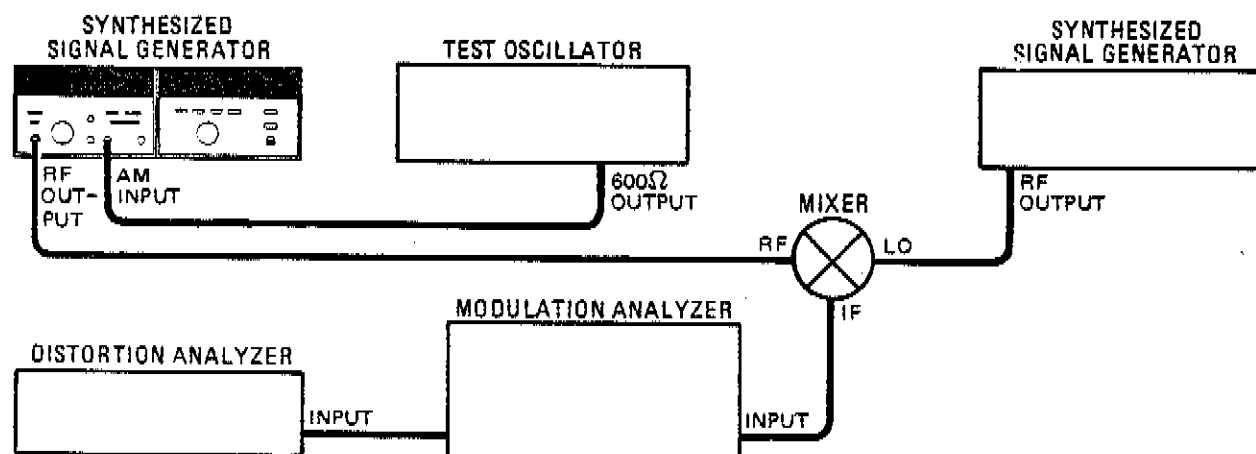 SYNTHESIZED
SIGNAL GENERATOR
TEST OSCILLATOR
SYNTHESIZED
SIGNAL GENERATOR
RF
OUT-
PUT
AM
INPUT
600Ω
OUTPUT
RF
OUTPUT
MIXER
RF
LO
IF
MODULATION ANALYZER
DISTORTION ANALYZER
INPUT
INPUT